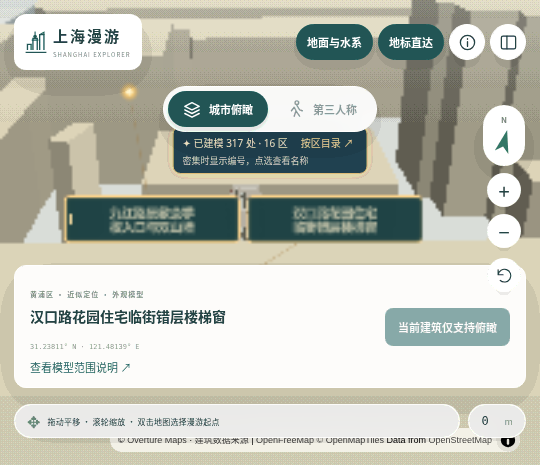 上海漫游
SHANGHAI EXPLORER
地面与水系
地标直达
城市俯瞰
第三人称
✦ 已建模 317 处 · 16 区 按区目录 ↗
密集时显示编号，点选查看名称
N
+
−
黄浦区 · 近似定位 · 外观模型
汉口路花园住宅临街错层楼梯窗
31.23811° N · 121.48139° E
查看模型范围说明 ↗
当前建筑仅支持俯瞰
拖动平移 · 滚轮缩放 · 双击地图选择漫游起点
0 m
© Overture Maps · 建筑数据来源 | OpenFreeMap © OpenMapTiles Data from OpenStreetMap